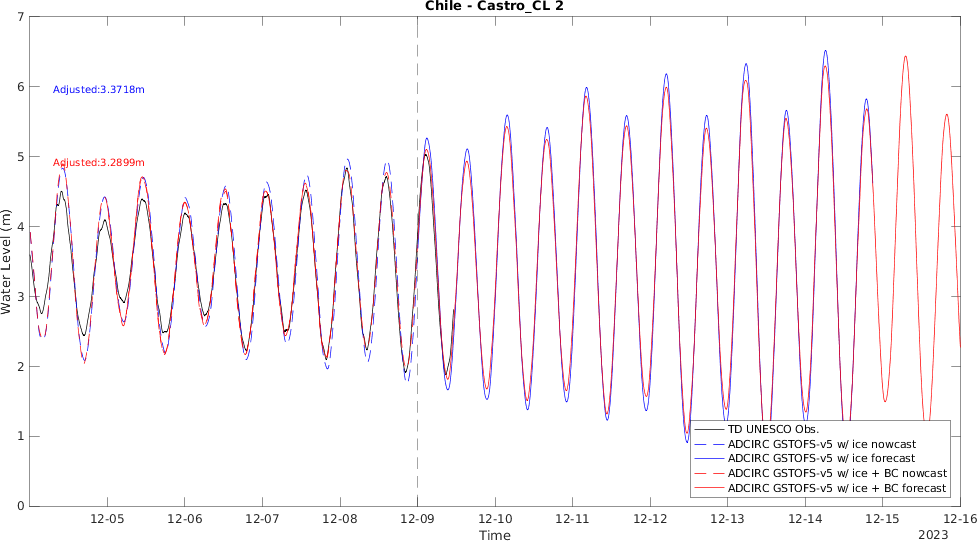 Chile - Castro_CL 2
7
6
5
4
3
2
1
0
Water Level (m)
Adjusted:3.3718m
Adjusted:3.2899m
TD UNESCO Obs.
ADCIRC GSTOFS-v5 w/ ice nowcast
ADCIRC GSTOFS-v5 w/ ice forecast
ADCIRC GSTOFS-v5 w/ ice + BC nowcast
ADCIRC GSTOFS-v5 w/ ice + BC forecast
12-05 12-06 12-07 12-08 12-09 12-10 12-11 12-12 12-13 12-14 12-15 12-16
Time
2023